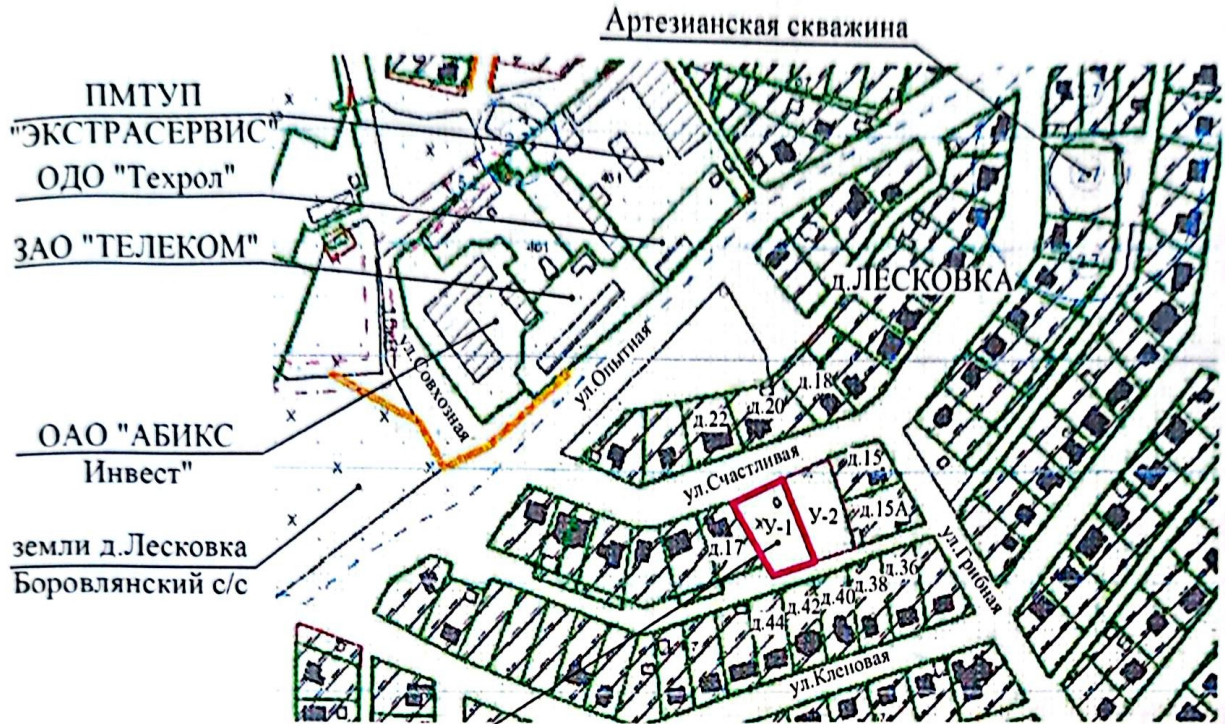 Артезианская скважина
ПМТУП
"ЭКСТРАСЕРВИС"
ОДО "Техрол"
ЗАО "ТЕЛЕКОМ"
ОАО "АБИКС
Инвест"
земли д.Лесковка
Боровлянский с/с
д.ЛЕСКОВКА
ул.Совхозная
ул.Опытная
д.18
д.20
д.22
ул.Счастливая
д.15
д.15А
У-1
У-2
д.17
ул.Грибная
д.36
д.38
д.40
д.42
д.44
ул.Кленовая